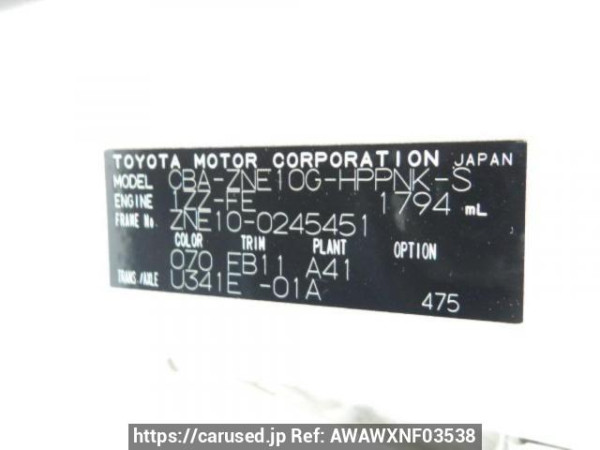 TOYOTA MOTOR CORPORATION JAPAN
MODEL CBA-ZNE10G-HPPNK-S
ENGINE 1ZZ-FE 1794 mL
FRAME No. ZNE10-0245451
COLOR TRIM PLANT OPTION
070 EB11 A41
TRANS./AXLE U341E -01A
475
https://carused.jp Ref: AWAWXNF03538